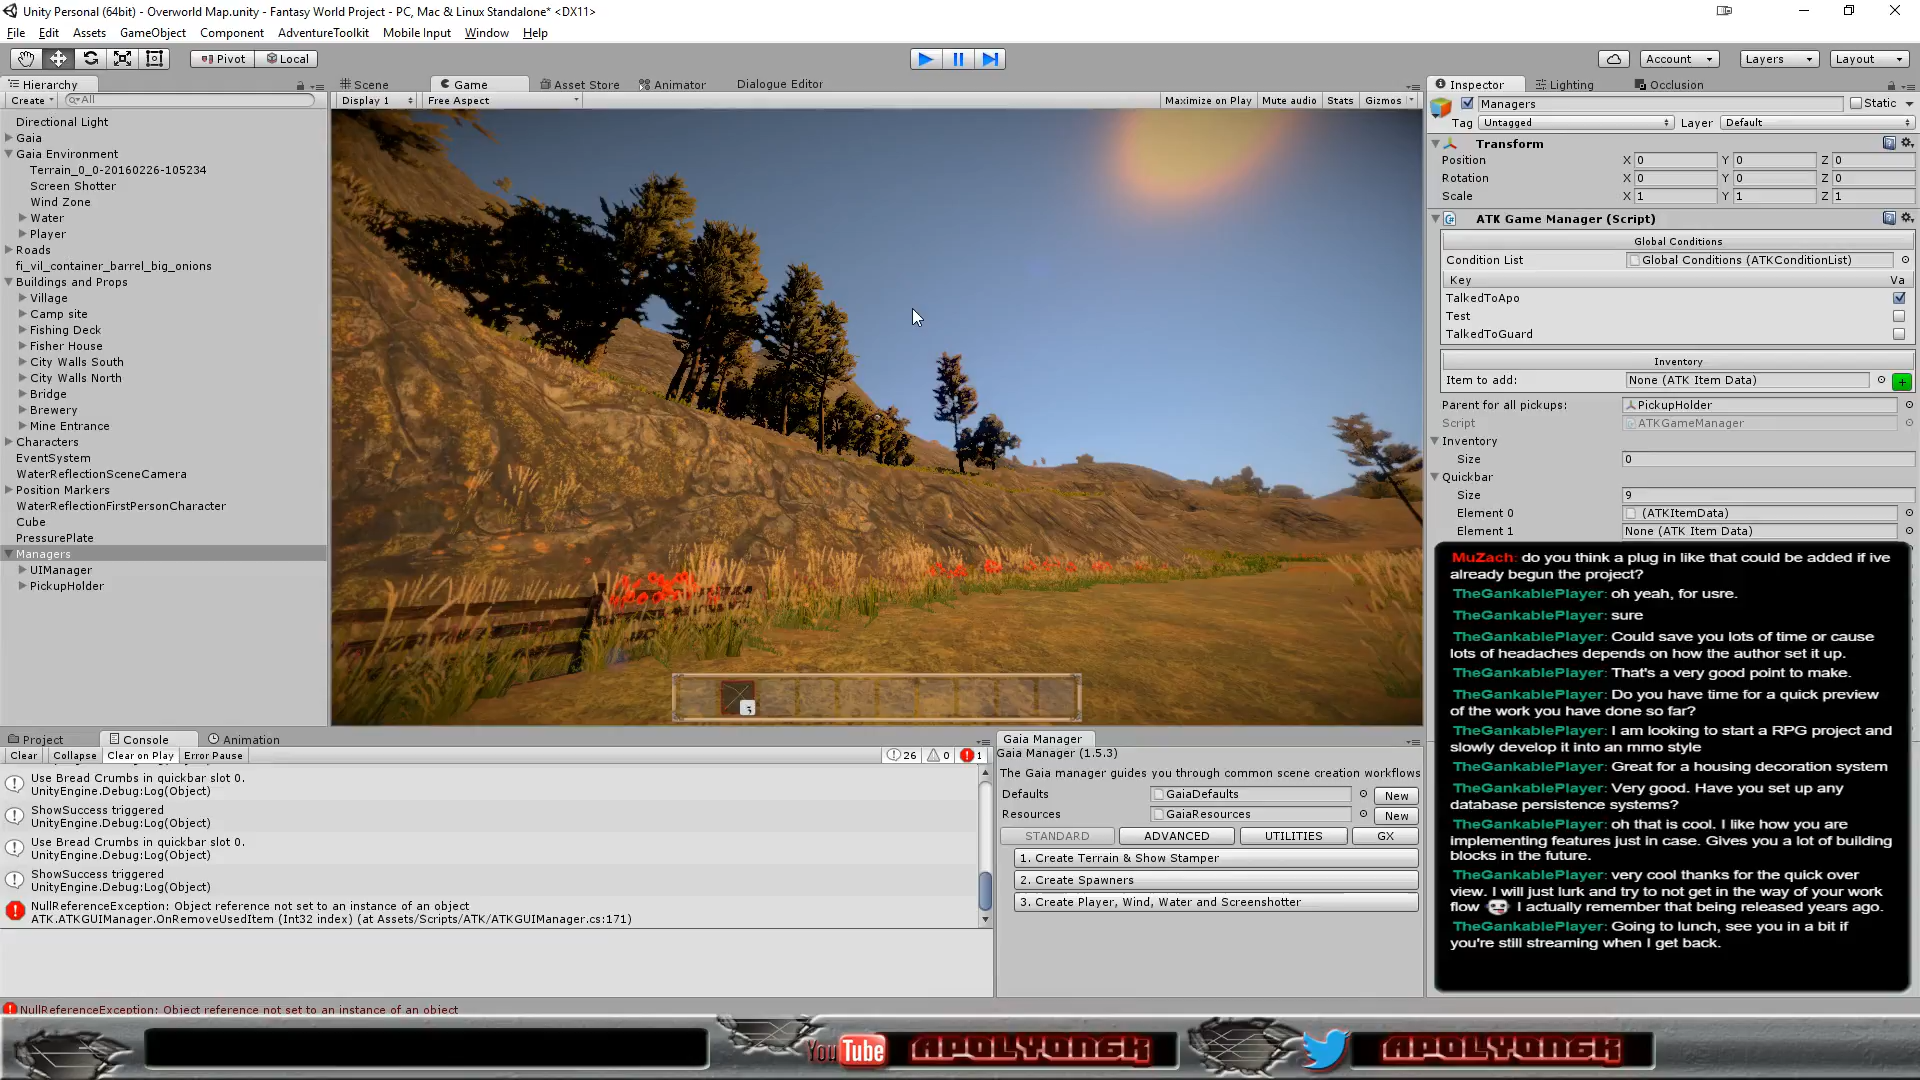 Unity Personal (64bit) - Overworld Map.unity - Fantasy World Project - PC, Mac & Linux Standalone* <DX11>
File Edit Assets GameObject Component AdventureToolkit Mobile Input Window Help
Pivot Local Account Layers Layout
Hierarchy
Create All
Directional Light
Gaia
Gaia Environment
Terrain_0_0-20160226-105234
Screen Shotter
Wind Zone
Water
Player
Roads
fi_vil_container_barrel_big_onions
Buildings and Props
Village
Camp site
Fishing Deck
Fisher House
City Walls South
City Walls North
Bridge
Brewery
Mine Entrance
Characters
EventSystem
WaterReflectionSceneCamera
Position Markers
WaterReflectionFirstPersonCharacter
Cube
PressurePlate
Managers
UIManager
PickupHolder
Scene Game Asset Store Animator Dialogue Editor
Display 1 Free Aspect Maximize on Play Mute audio Stats Gizmos
3
Inspector Lighting Occlusion
Managers Static
Tag Untagged Layer Default
Transform
Position X 0 Y 0 Z 0
Rotation X 0 Y 0 Z 0
Scale X 1 Y 1 Z 1
ATK Game Manager (Script)
Global Conditions
Condition List Global Conditions (ATKConditionList)
Key Va
TalkedToApo
Test
TalkedToGuard
Inventory
Item to add: None (ATK Item Data) +
Parent for all pickups: PickupHolder
Script ATKGameManager
Inventory
Size 0
Quickbar
Size 9
Element 0 (ATKItemData)
Element 1 None (ATK Item Data)
MuZach: do you think a plug in like that could be added if ive
already begun the project?
TheGankablePlayer: oh yeah, for usre.
TheGankablePlayer: sure
TheGankablePlayer: Could save you lots of time or cause
lots of headaches depends on how the author set it up.
TheGankablePlayer: That's a very good point to make.
TheGankablePlayer: Do you have time for a quick preview
of the work you have done so far?
TheGankablePlayer: I am looking to start a RPG project and
slowly develop it into an mmo style
TheGankablePlayer: Great for a housing decoration system
TheGankablePlayer: Very good. Have you set up any
database persistence systems?
TheGankablePlayer: oh that is cool. I like how you are
implementing features just in case. Gives you a lot of building
blocks in the future.
TheGankablePlayer: very cool thanks for the quick over
view. I will just lurk and try to not get in the way of your work
flow I actually remember that being released years ago.
TheGankablePlayer: Going to lunch, see you in a bit if
you're still streaming when I get back.
Project Console Animation
Clear Collapse Clear on Play Error Pause 26 0 1
Use Bread Crumbs in quickbar slot 0.
UnityEngine.Debug:Log(Object)
ShowSuccess triggered
UnityEngine.Debug:Log(Object)
Use Bread Crumbs in quickbar slot 0.
UnityEngine.Debug:Log(Object)
ShowSuccess triggered
UnityEngine.Debug:Log(Object)
NullReferenceException: Object reference not set to an instance of an object
ATK.ATKGUIManager.OnRemoveUsedItem (Int32 index) (at Assets/Scripts/ATK/ATKGUIManager.cs:171)
Gaia Manager
Gaia Manager (1.5.3)
The Gaia manager guides you through common scene creation workflows
Defaults GaiaDefaults New
Resources GaiaResources New
STANDARD ADVANCED UTILITIES GX
1. Create Terrain & Show Stamper
2. Create Spawners
3. Create Player, Wind, Water and Screenshotter
NullReferenceException: Object reference not set to an instance of an object
YouTube APOLYONGK APOLYONGK